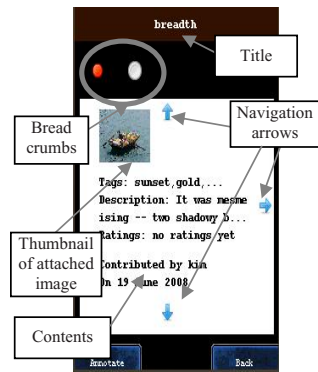 breadth
Title
Bread
crumbs
Navigation
arrows
Tags: sunset,gold,...
Description: It was mesme
ising -- two shadowy b...
Ratings: no ratings yet
Thumbnail
of attached
image
Contributed by kim
On 19 June 2008
Contents
Annotate
Back